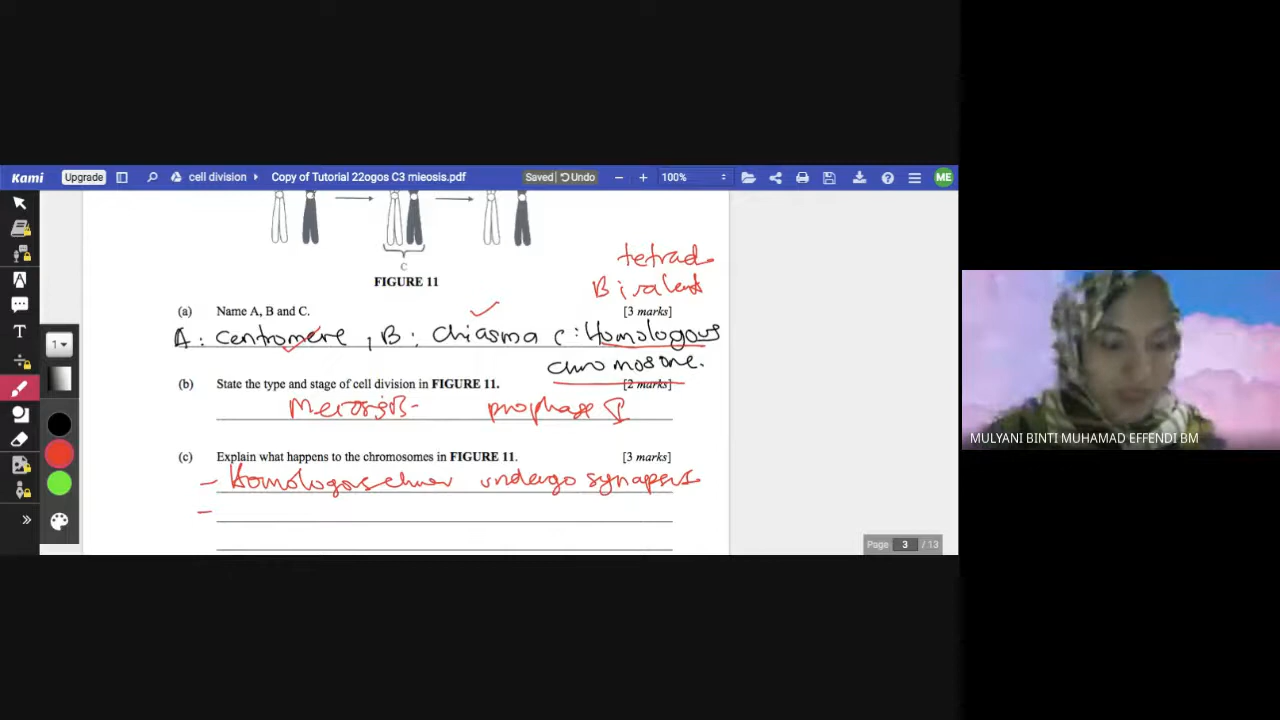 Kami Upgrade cell division Copy of Tutorial 22ogos C3 mieosis.pdf Saved Undo 100% ME
C
tetrad
FIGURE 11
Bivalent
(a) Name A, B and C. [3 marks]
A: centromere, B: chiasma C: Homologous
chromosome.
(b) State the type and stage of cell division in FIGURE 11. [2 marks]
Meiosis prophase I
(c) Explain what happens to the chromosomes in FIGURE 11. [3 marks]
- Homologous undergo synapsis
-
1
Page 3 / 13
MULYANI BINTI MUHAMAD EFFENDI BM